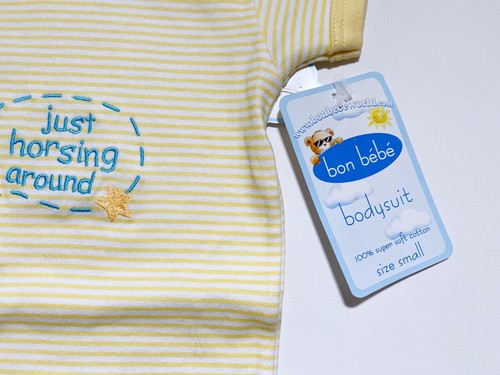 just
horsing
around
www.bonbebeworld.com
bon bébé
bodysuit
100% super soft cotton
size small